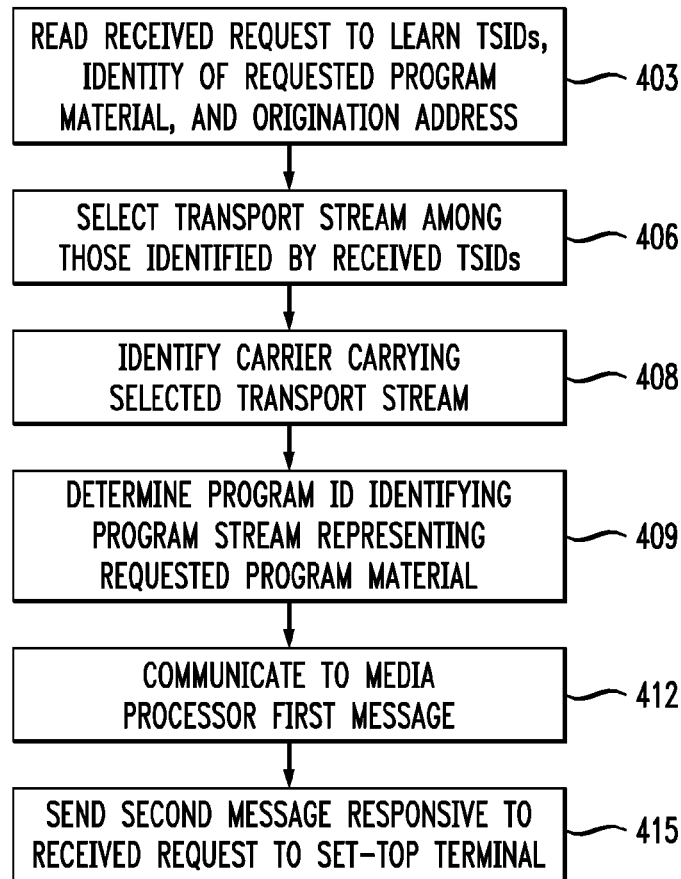 READ RECEIVED REQUEST TO LEARN TSIDs,
IDENTITY OF REQUESTED PROGRAM
MATERIAL, AND ORIGINATION ADDRESS
403
SELECT TRANSPORT STREAM AMONG
THOSE IDENTIFIED BY RECEIVED TSIDs
406
IDENTIFY CARRIER CARRYING
SELECTED TRANSPORT STREAM
408
DETERMINE PROGRAM ID IDENTIFYING
PROGRAM STREAM REPRESENTING
REQUESTED PROGRAM MATERIAL
409
COMMUNICATE TO MEDIA
PROCESSOR FIRST MESSAGE
412
SEND SECOND MESSAGE RESPONSIVE TO
RECEIVED REQUEST TO SET-TOP TERMINAL
415